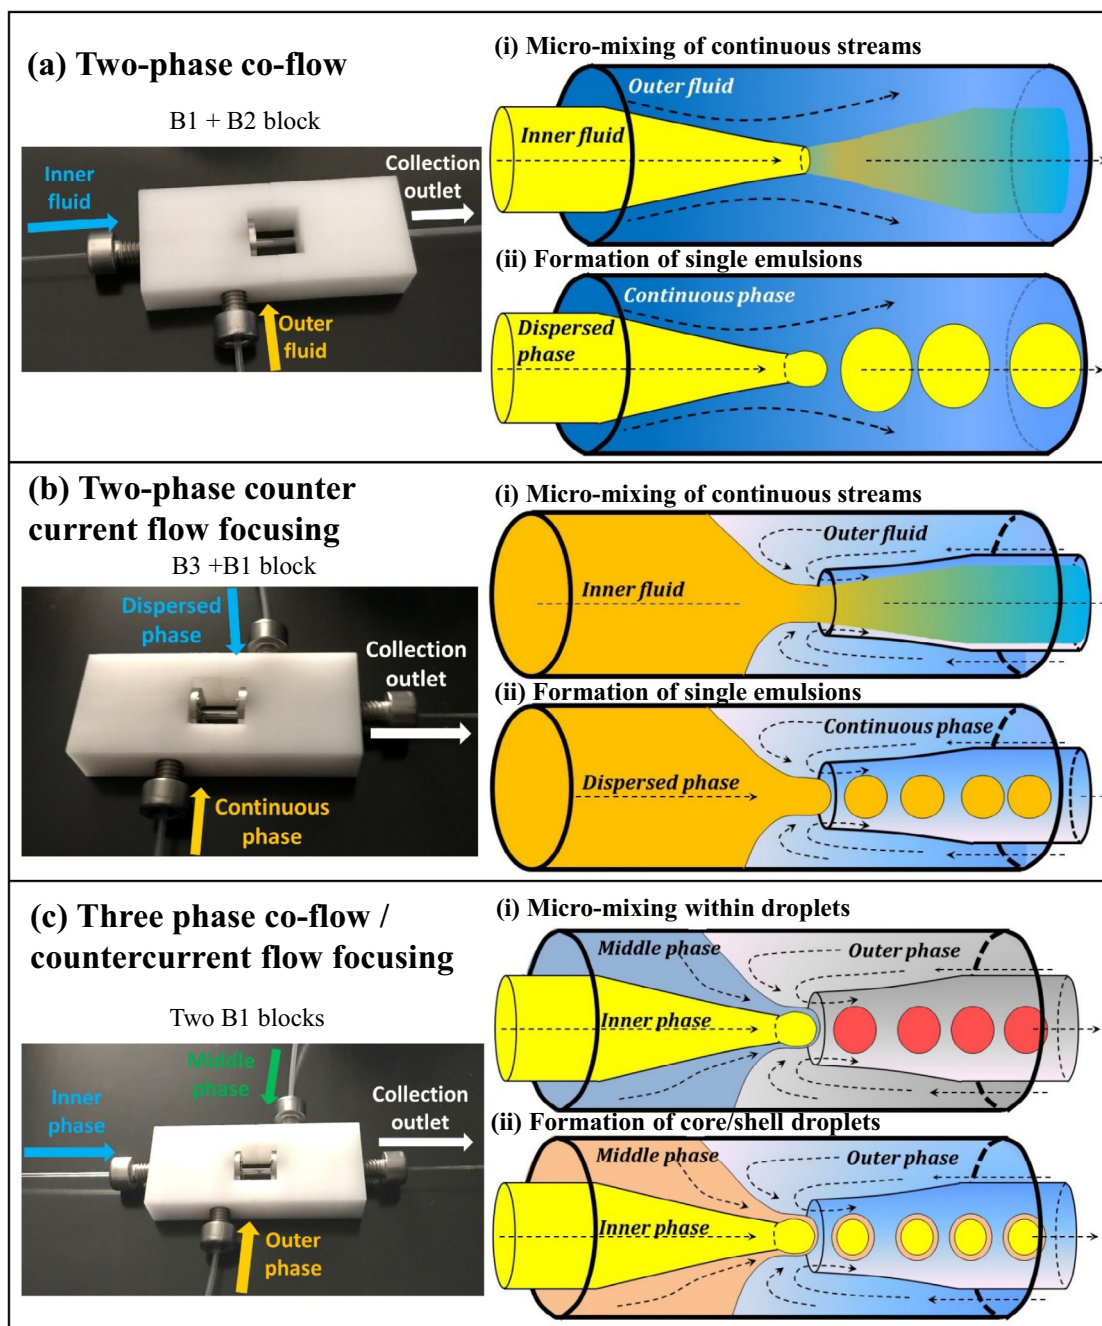 (a) Two-phase co-flow
B1 + B2 block
Inner
fluid
Collection
outlet
Outer
fluid
(i) Micro-mixing of continuous streams
Outer fluid
Inner fluid
(ii) Formation of single emulsions
Continuous phase
Dispersed
phase
(b) Two-phase counter
current flow focusing
B3 +B1 block
Dispersed
phase
Collection
outlet
Continuous
phase
(i) Micro-mixing of continuous streams
Outer fluid
Inner fluid
(ii) Formation of single emulsions
Continuous phase
Dispersed phase
(c) Three phase co-flow /
countercurrent flow focusing
Two B1 blocks
Middle
phase
Inner
phase
Collection
outlet
Outer
phase
(i) Micro-mixing within droplets
Middle phase
Outer phase
Inner phase
(ii) Formation of core/shell droplets
Middle phase
Outer phase
Inner phase